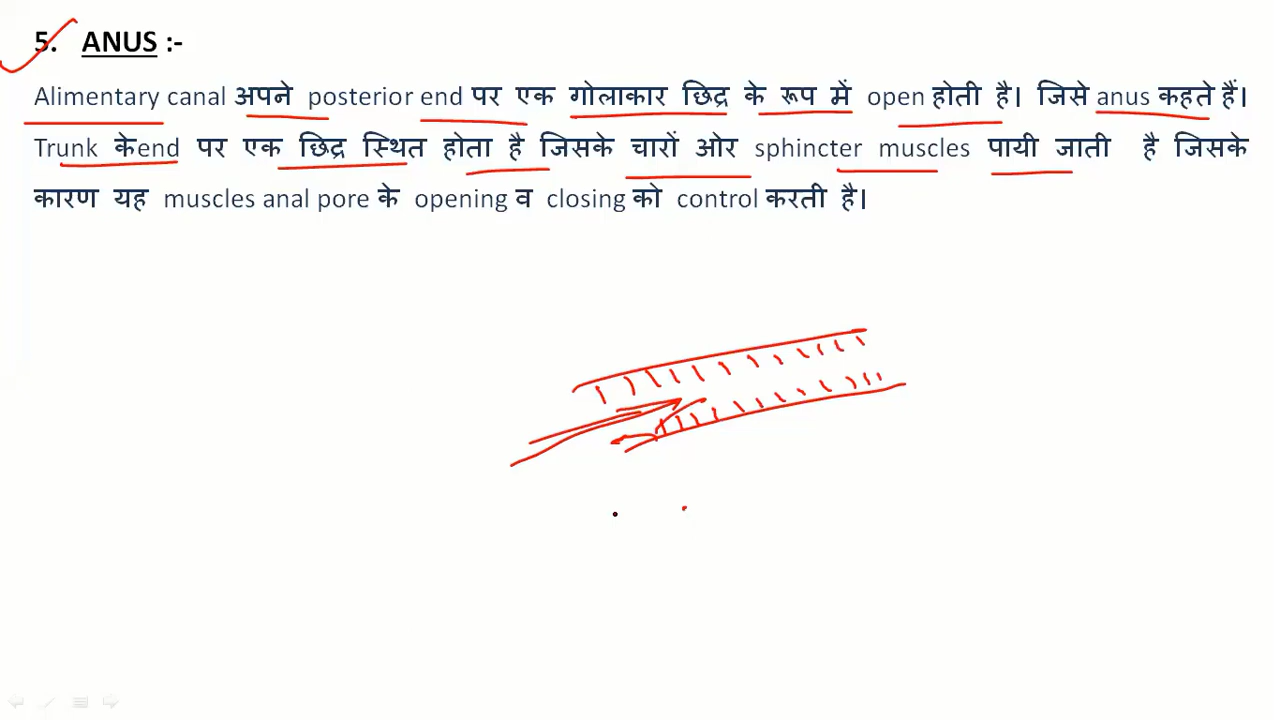 5. ANUS :-
Alimentary canal अपने posterior end पर एक गोलाकार छिद्र के रूप में open होती है। जिसे anus कहते हैं।
Trunk केend पर एक छिद्र स्थित होता है जिसके चारों ओर sphincter muscles पायी जाती है जिसके
कारण यह muscles anal pore के opening व closing को control करती है।